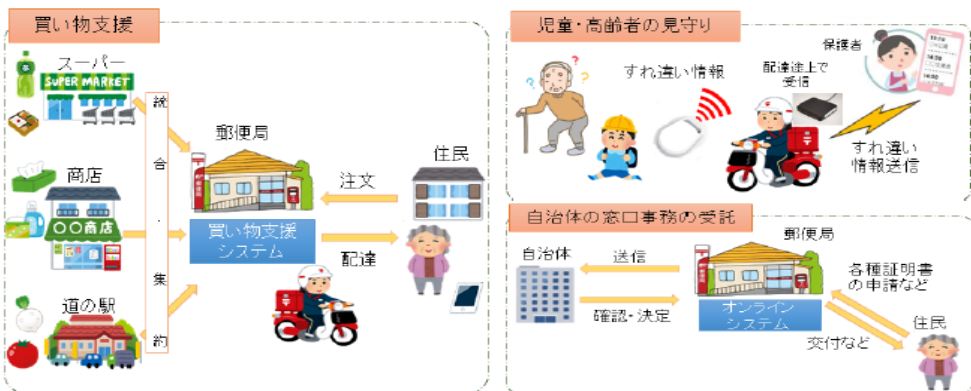 買い物支援
スーパー
SUPER MARKET
商店
〇〇商店
道の駅
統合・集約
郵便局
買い物支援
システム
注文
配達
住民
児童・高齢者の見守り
すれ違い情報
配達途上で
受信
保護者
すれ違い
情報送信
自治体の窓口事務の受託
自治体
送信
確認・決定
郵便局
オンライン
システム
各種証明書
の申請など
交付など
住民